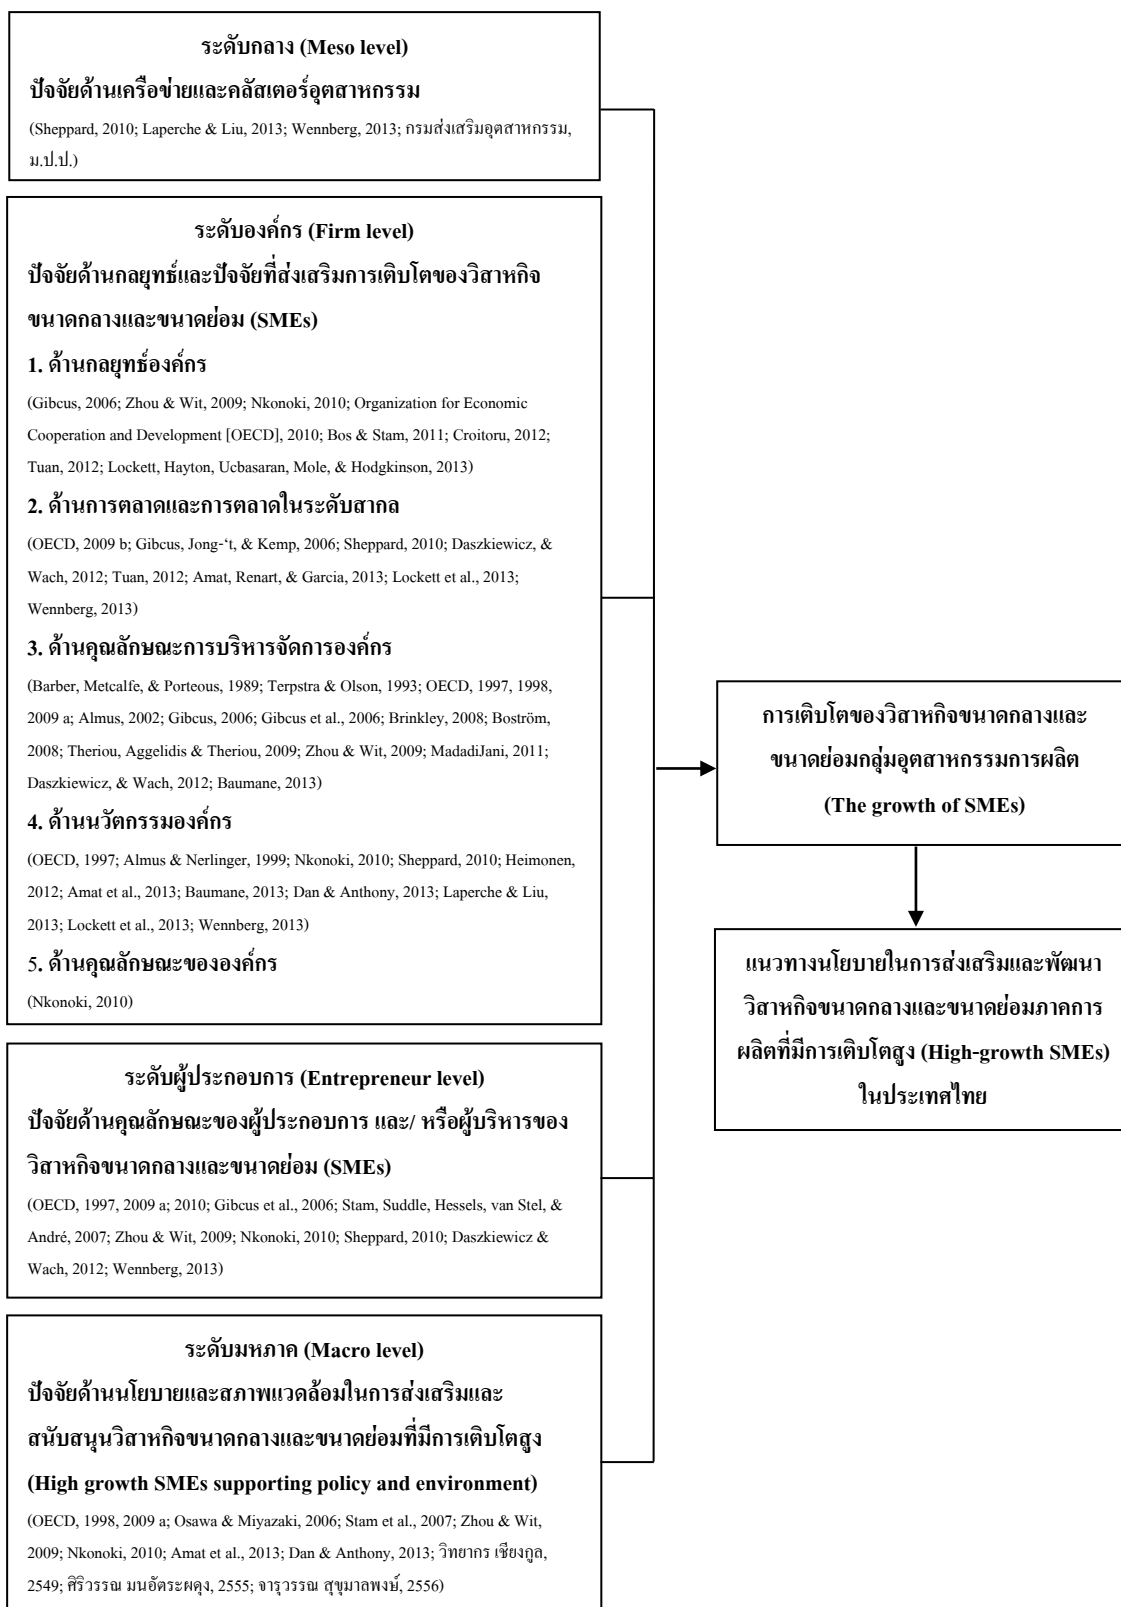 ระดับกลาง (Meso level)
ปัจจัยด้านเครือข่ายและคลัสเตอร์อุตสาหกรรม
(Sheppard, 2010; Laperche & Liu, 2013; Wennberg, 2013; กรมส่งเสริมอุตสาหกรรม,
ม.ป.ป.)
ระดับองค์กร (Firm level)
ปัจจัยด้านกลยุทธ์และปัจจัยที่ส่งเสริมการเติบโตของวิสาหกิจ
ขนาดกลางและขนาดย่อม (SMEs)
1. ด้านกลยุทธ์องค์กร
(Gibcus, 2006; Zhou & Wit, 2009; Nkonoki, 2010; Organization for Economic
Cooperation and Development [OECD], 2010; Bos & Stam, 2011; Croitoru, 2012;
Tuan, 2012; Lockett, Hayton, Ucbasaran, Mole, & Hodgkinson, 2013)
2. ด้านการตลาดและการตลาดในระดับสากล
(OECD, 2009 b; Gibcus, Jong-‘t, & Kemp, 2006; Sheppard, 2010; Daszkiewicz, &
Wach, 2012; Tuan, 2012; Amat, Renart, & Garcia, 2013; Lockett et al., 2013;
Wennberg, 2013)
3. ด้านคุณลักษณะการบริหารจัดการองค์กร
(Barber, Metcalfe, & Porteous, 1989; Terpstra & Olson, 1993; OECD, 1997, 1998,
2009 a; Almus, 2002; Gibcus, 2006; Gibcus et al., 2006; Brinkley, 2008; Boström,
2008; Theriou, Aggelidis & Theriou, 2009; Zhou & Wit, 2009; MadadiJani, 2011;
Daszkiewicz, & Wach, 2012; Baumane, 2013)
4. ด้านนวัตกรรมองค์กร
(OECD, 1997; Almus & Nerlinger, 1999; Nkonoki, 2010; Sheppard, 2010; Heimonen,
2012; Amat et al., 2013; Baumane, 2013; Dan & Anthony, 2013; Laperche & Liu,
2013; Lockett et al., 2013; Wennberg, 2013)
5. ด้านคุณลักษณะขององค์กร
(Nkonoki, 2010)
ระดับผู้ประกอบการ (Entrepreneur level)
ปัจจัยด้านคุณลักษณะของผู้ประกอบการ และ/ หรือผู้บริหารของ
วิสาหกิจขนาดกลางและขนาดย่อม (SMEs)
(OECD, 1997, 2009 a; 2010; Gibcus et al., 2006; Stam, Suddle, Hessels, van Stel, &
André, 2007; Zhou & Wit, 2009; Nkonoki, 2010; Sheppard, 2010; Daszkiewicz &
Wach, 2012; Wennberg, 2013)
ระดับมหภาค (Macro level)
ปัจจัยด้านนโยบายและสภาพแวดล้อมในการส่งเสริมและ
สนับสนุนวิสาหกิจขนาดกลางและขนาดย่อมที่มีการเติบโตสูง
(High growth SMEs supporting policy and environment)
(OECD, 1998, 2009 a; Osawa & Miyazaki, 2006; Stam et al., 2007; Zhou & Wit,
2009; Nkonoki, 2010; Amat et al., 2013; Dan & Anthony, 2013; วิทยากร เชียงกูล,
2549; ศิริวรรณ มนอัตระผดุง, 2555; จารุวรรณ สุขุมาลพงษ์, 2556)
การเติบโตของวิสาหกิจขนาดกลางและ
ขนาดย่อมกลุ่มอุตสาหกรรมการผลิต
(The growth of SMEs)
แนวทางนโยบายในการส่งเสริมและพัฒนา
วิสาหกิจขนาดกลางและขนาดย่อมภาคการ
ผลิตที่มีการเติบโตสูง (High-growth SMEs)
ในประเทศไทย